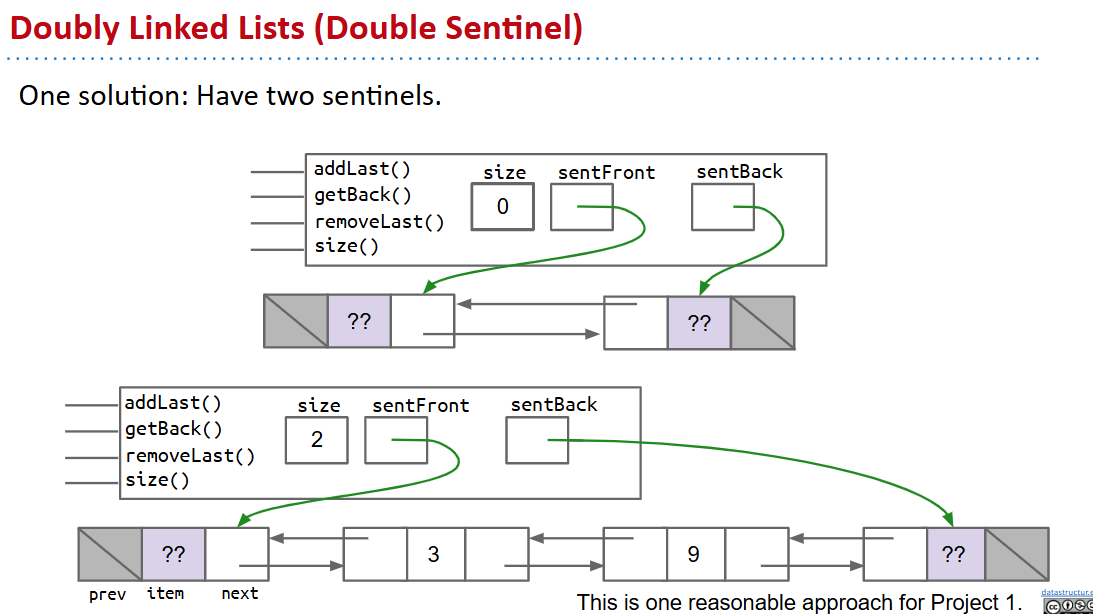 Doubly Linked Lists (Double Sentinel)
One solution: Have two sentinels.
addLast()
getBack()
removeLast()
size()
size
sentFront
sentBack
0
??
??
addLast()
getBack()
removeLast()
size()
size
sentFront
sentBack
2
??
3
9
??
prev
item
next
This is one reasonable approach for Project 1.